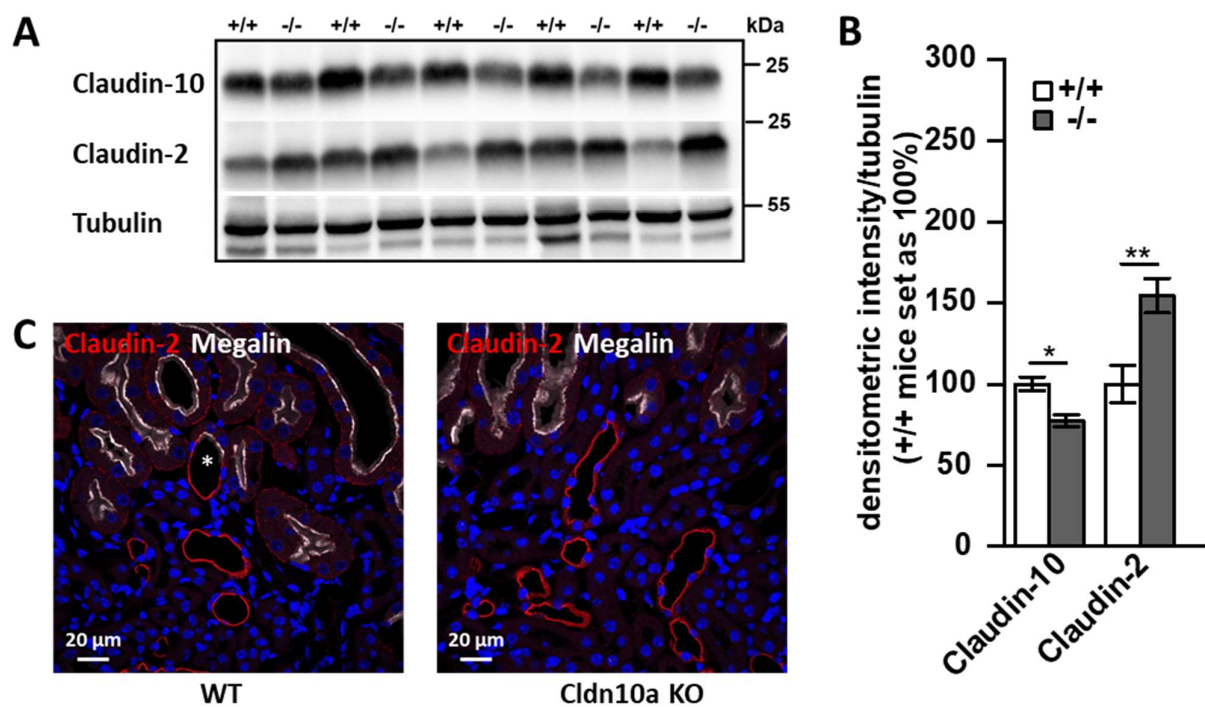 A
+/+ -/- +/+ -/- +/+ -/- +/+ -/- +/+ -/- kDa
Claudin-10
25
Claudin-2
25
Tubulin
55
B
densitometric intensity/tubulin
(+/+ mice set as 100%)
300
250
200
150
100
50
0
+/+
-/-
*
**
Claudin-10
Claudin-2
C
Claudin-2 Megalin
*
20 µm
WT
Claudin-2 Megalin
20 µm
Cldn10a KO